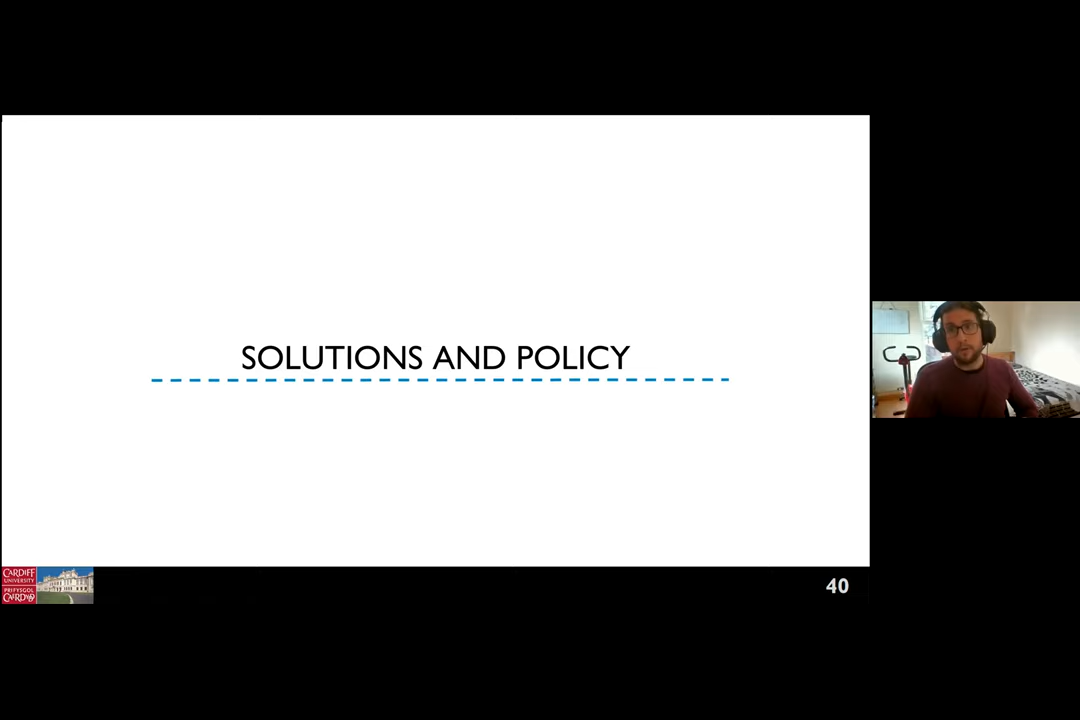 SOLUTIONS AND POLICY
CARDIFF
UNIVERSITY
PRIFYSGOL
CAERDYDD
40